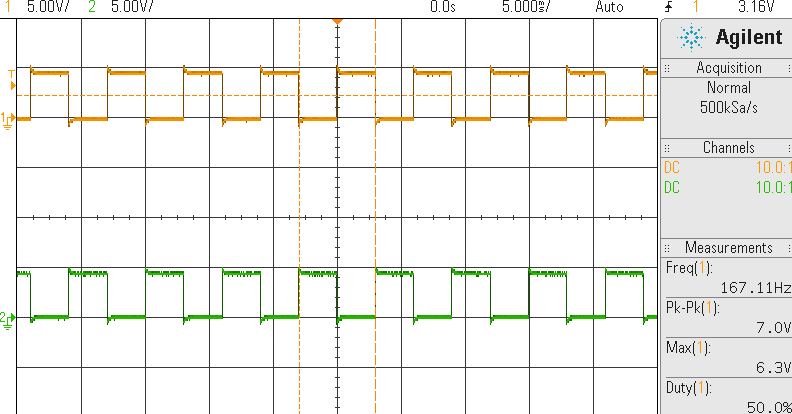 1 5.00V/ 2 5.00V/ 0.0s 5.000ms/ Auto 1 3.16V
Agilent
Acquisition
Normal
500kSa/s
Channels
DC 10.0:1
DC 10.0:1
Measurements
Freq(1):
167.11Hz
Pk-Pk(1):
7.0V
Max(1):
6.3V
Duty(1):
50.0%
T
1
2